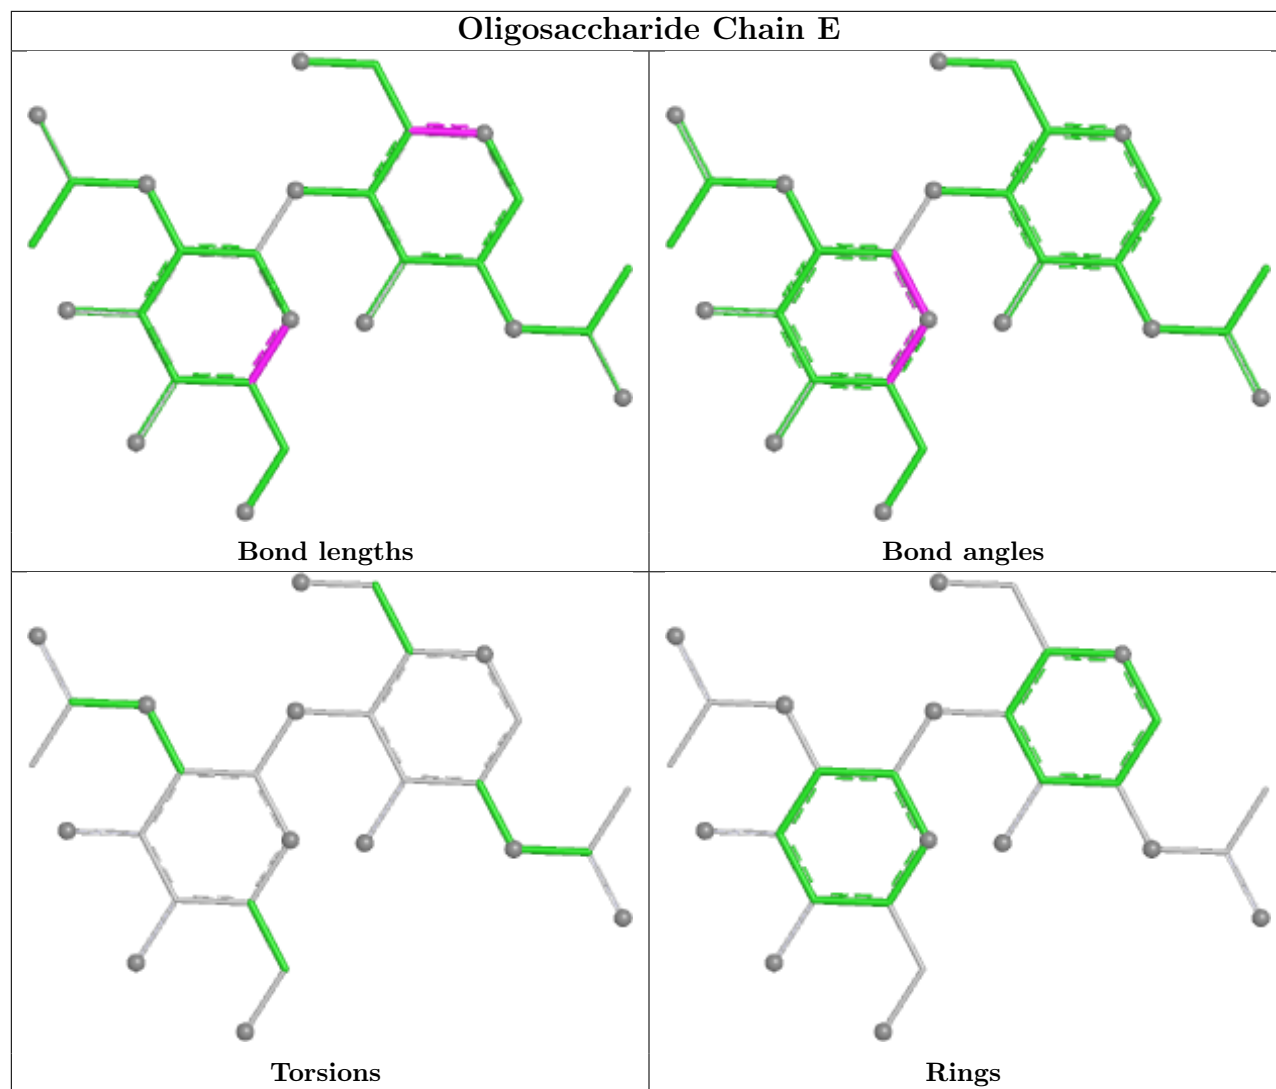 Oligosaccharide Chain E
Bond lengths
Bond angles
Torsions
Rings